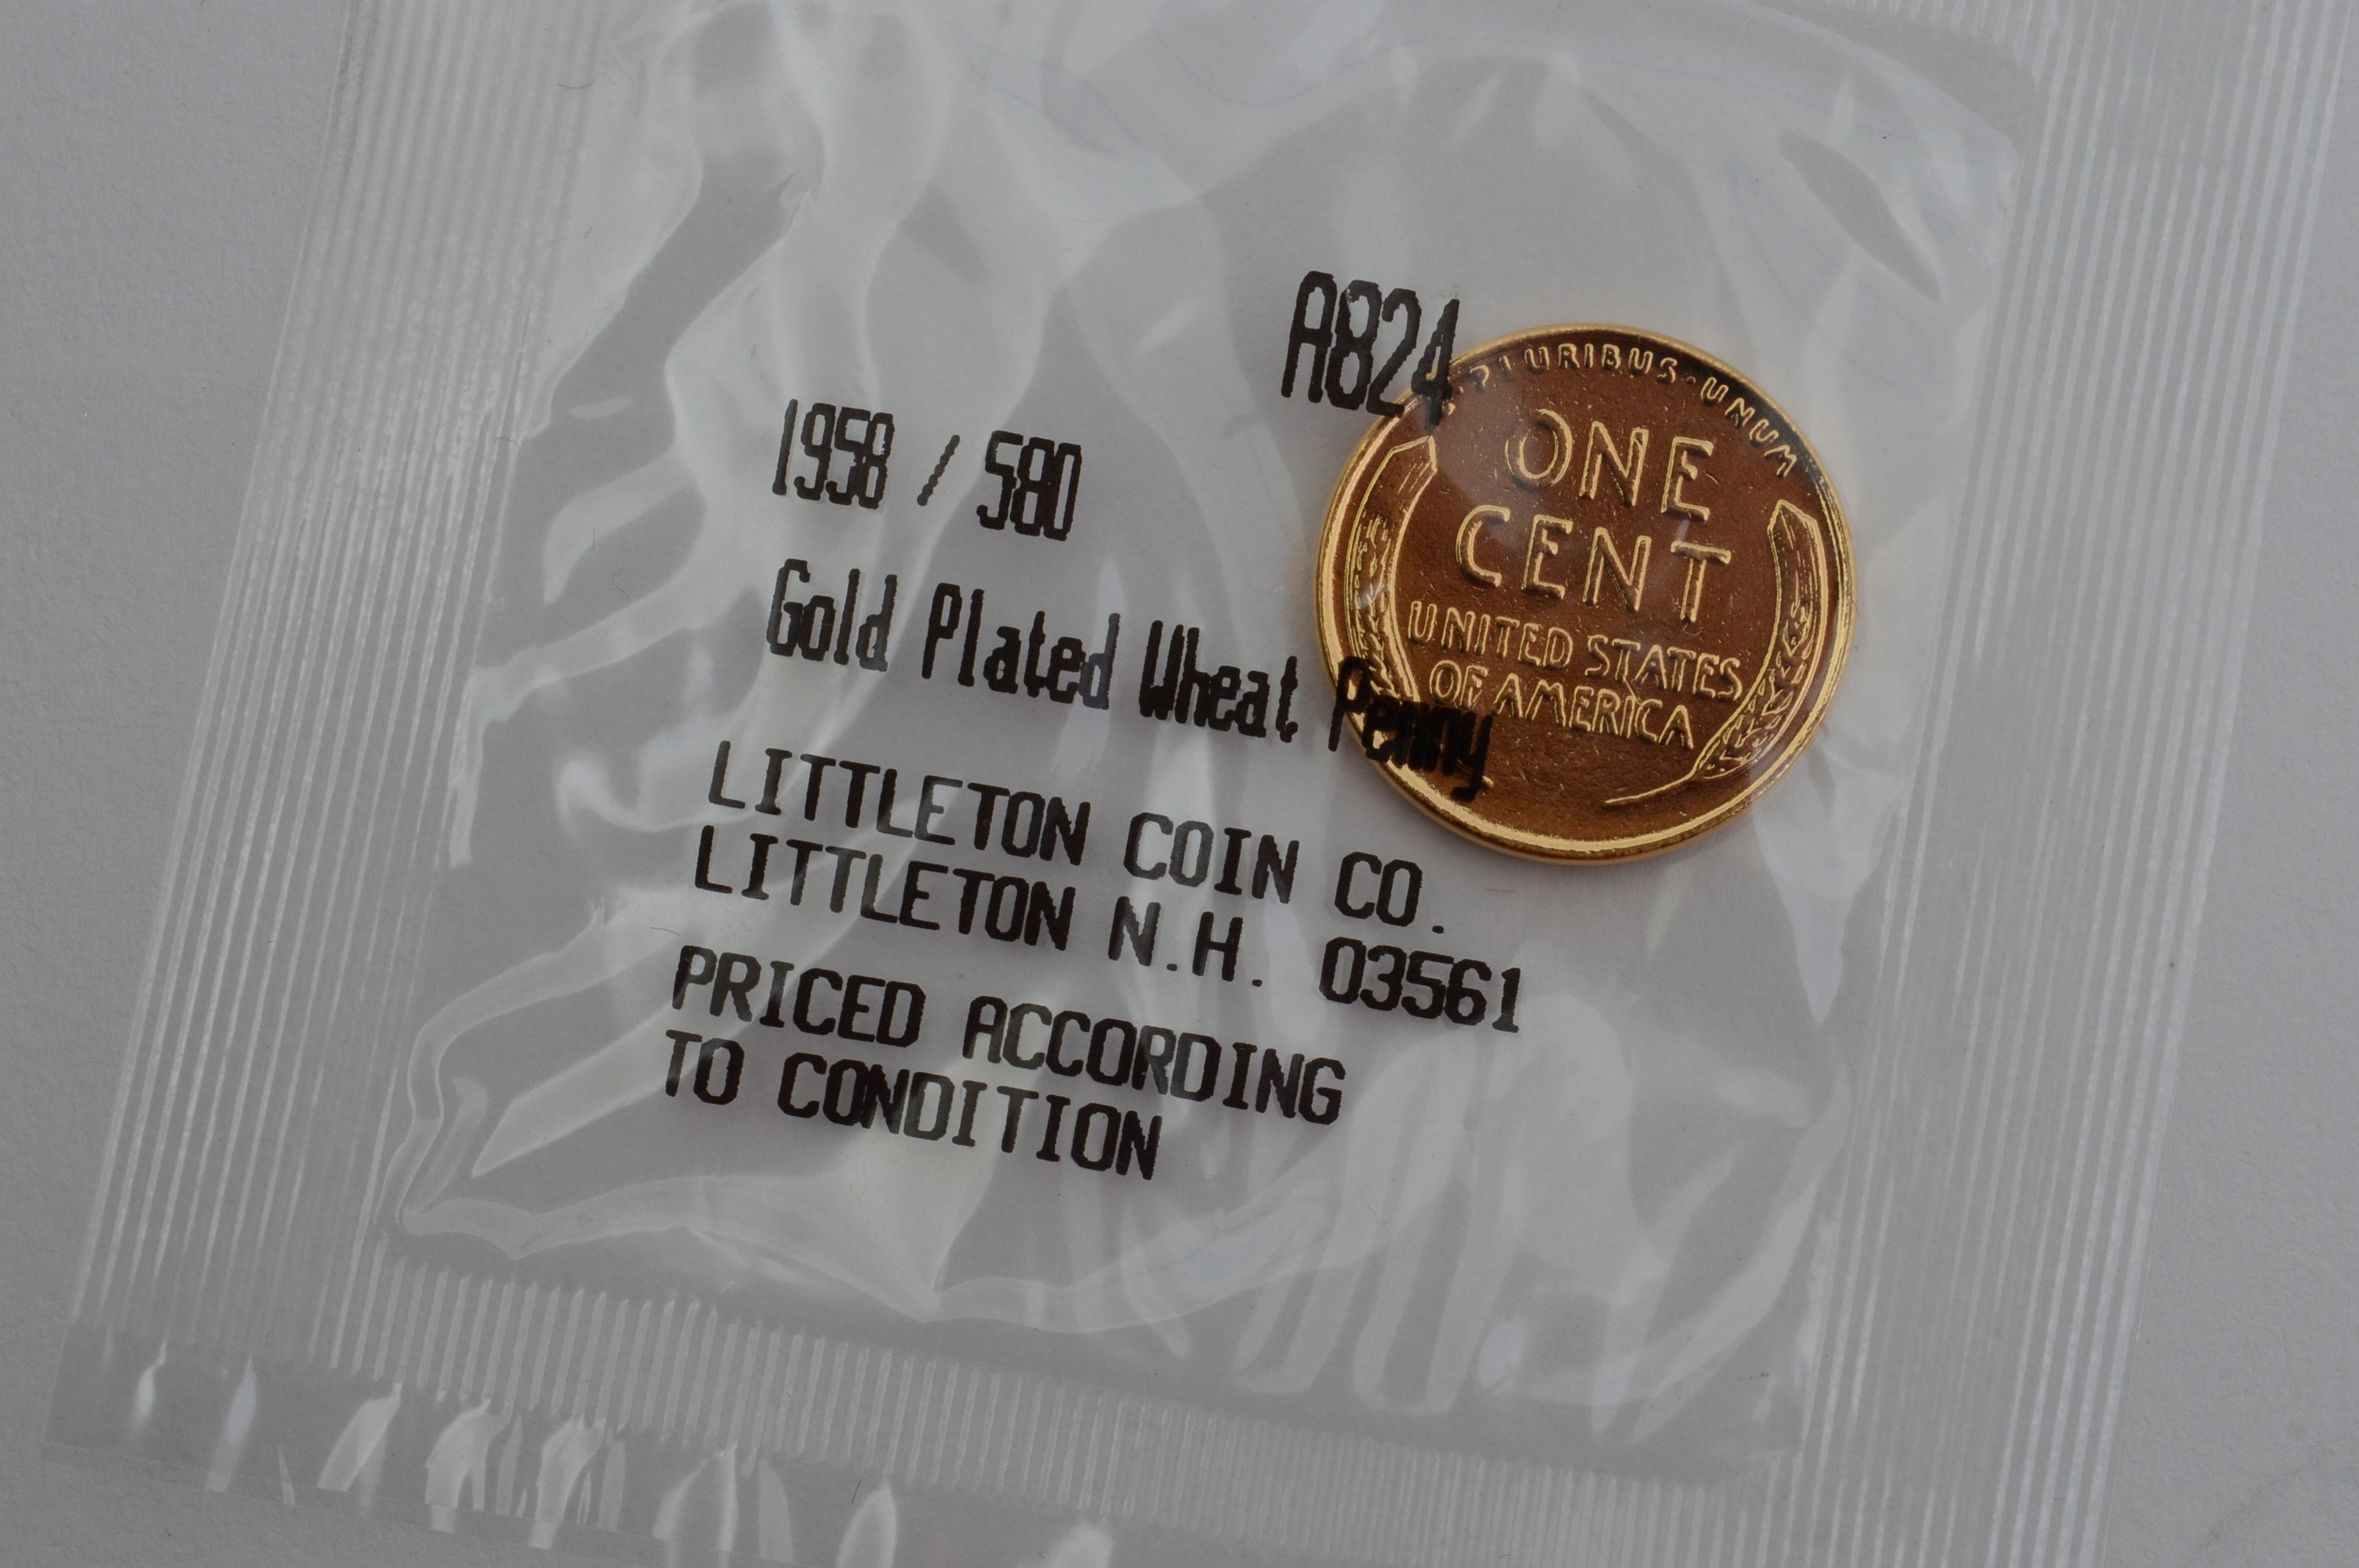 A824
1958 / 580
Gold Plated Wheat Penny
LITTLETON COIN CO.
LITTLETON N.H. 03561
PRICED ACCORDING
TO CONDITION
PLURIBUS · UNUM
ONE
CENT
UNITED STATES
OF AMERICA